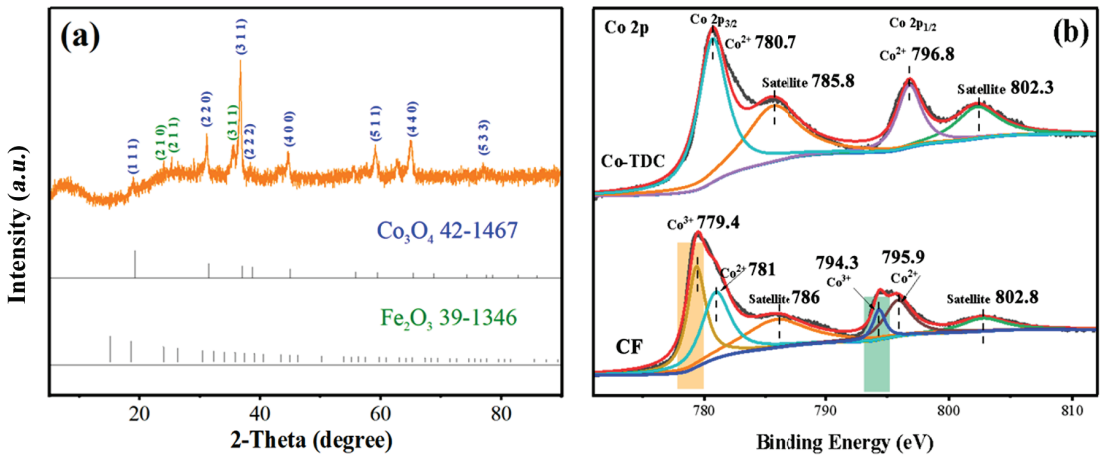 (a)
(1 1 1)
(2 1 0)
(2 1 1)
(2 2 0)
(3 1 1)
(3 1 1)
(2 2 2)
(4 0 0)
(5 1 1)
(4 4 0)
(5 3 3)
Co₃O₄ 42-1467
Fe₂O₃ 39-1346
Intensity (a.u.)
20 40 60 80
2-Theta (degree)
(b)
Co 2p
Co 2p₃/₂
Co 2p₁/₂
Co²⁺ 780.7
Satellite 785.8
Co²⁺ 796.8
Satellite 802.3
Co-TDC
Co³⁺ 779.4
Co²⁺ 781
Satellite 786
794.3
Co³⁺
795.9
Co²⁺
Satellite 802.8
CF
780 790 800 810
Binding Energy (eV)